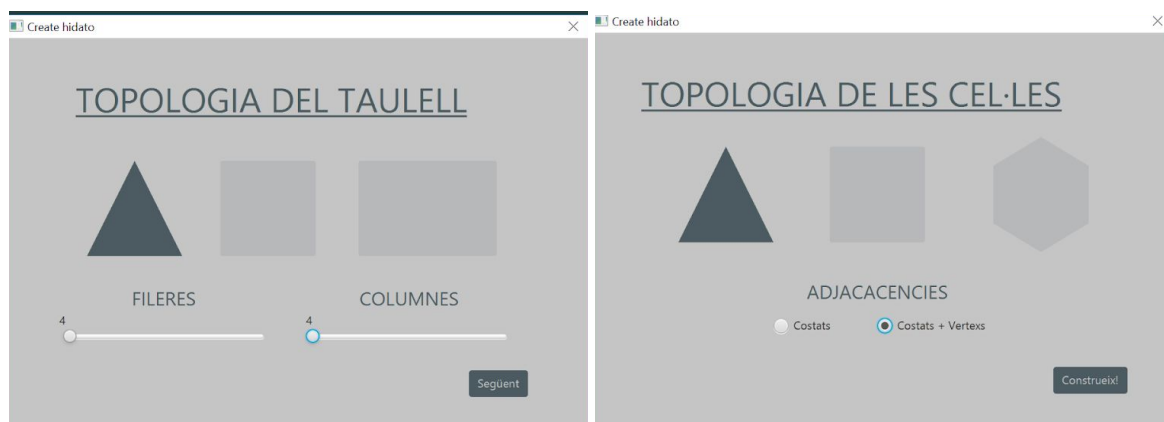 Create hidato
TOPOLOGIA DEL TAULELL
FILERES
COLUMNES
4
4
Següent
Create hidato
TOPOLOGIA DE LES CEL·LES
ADJACACENCIES
Costats
Costats + Vertexs
Construeix!